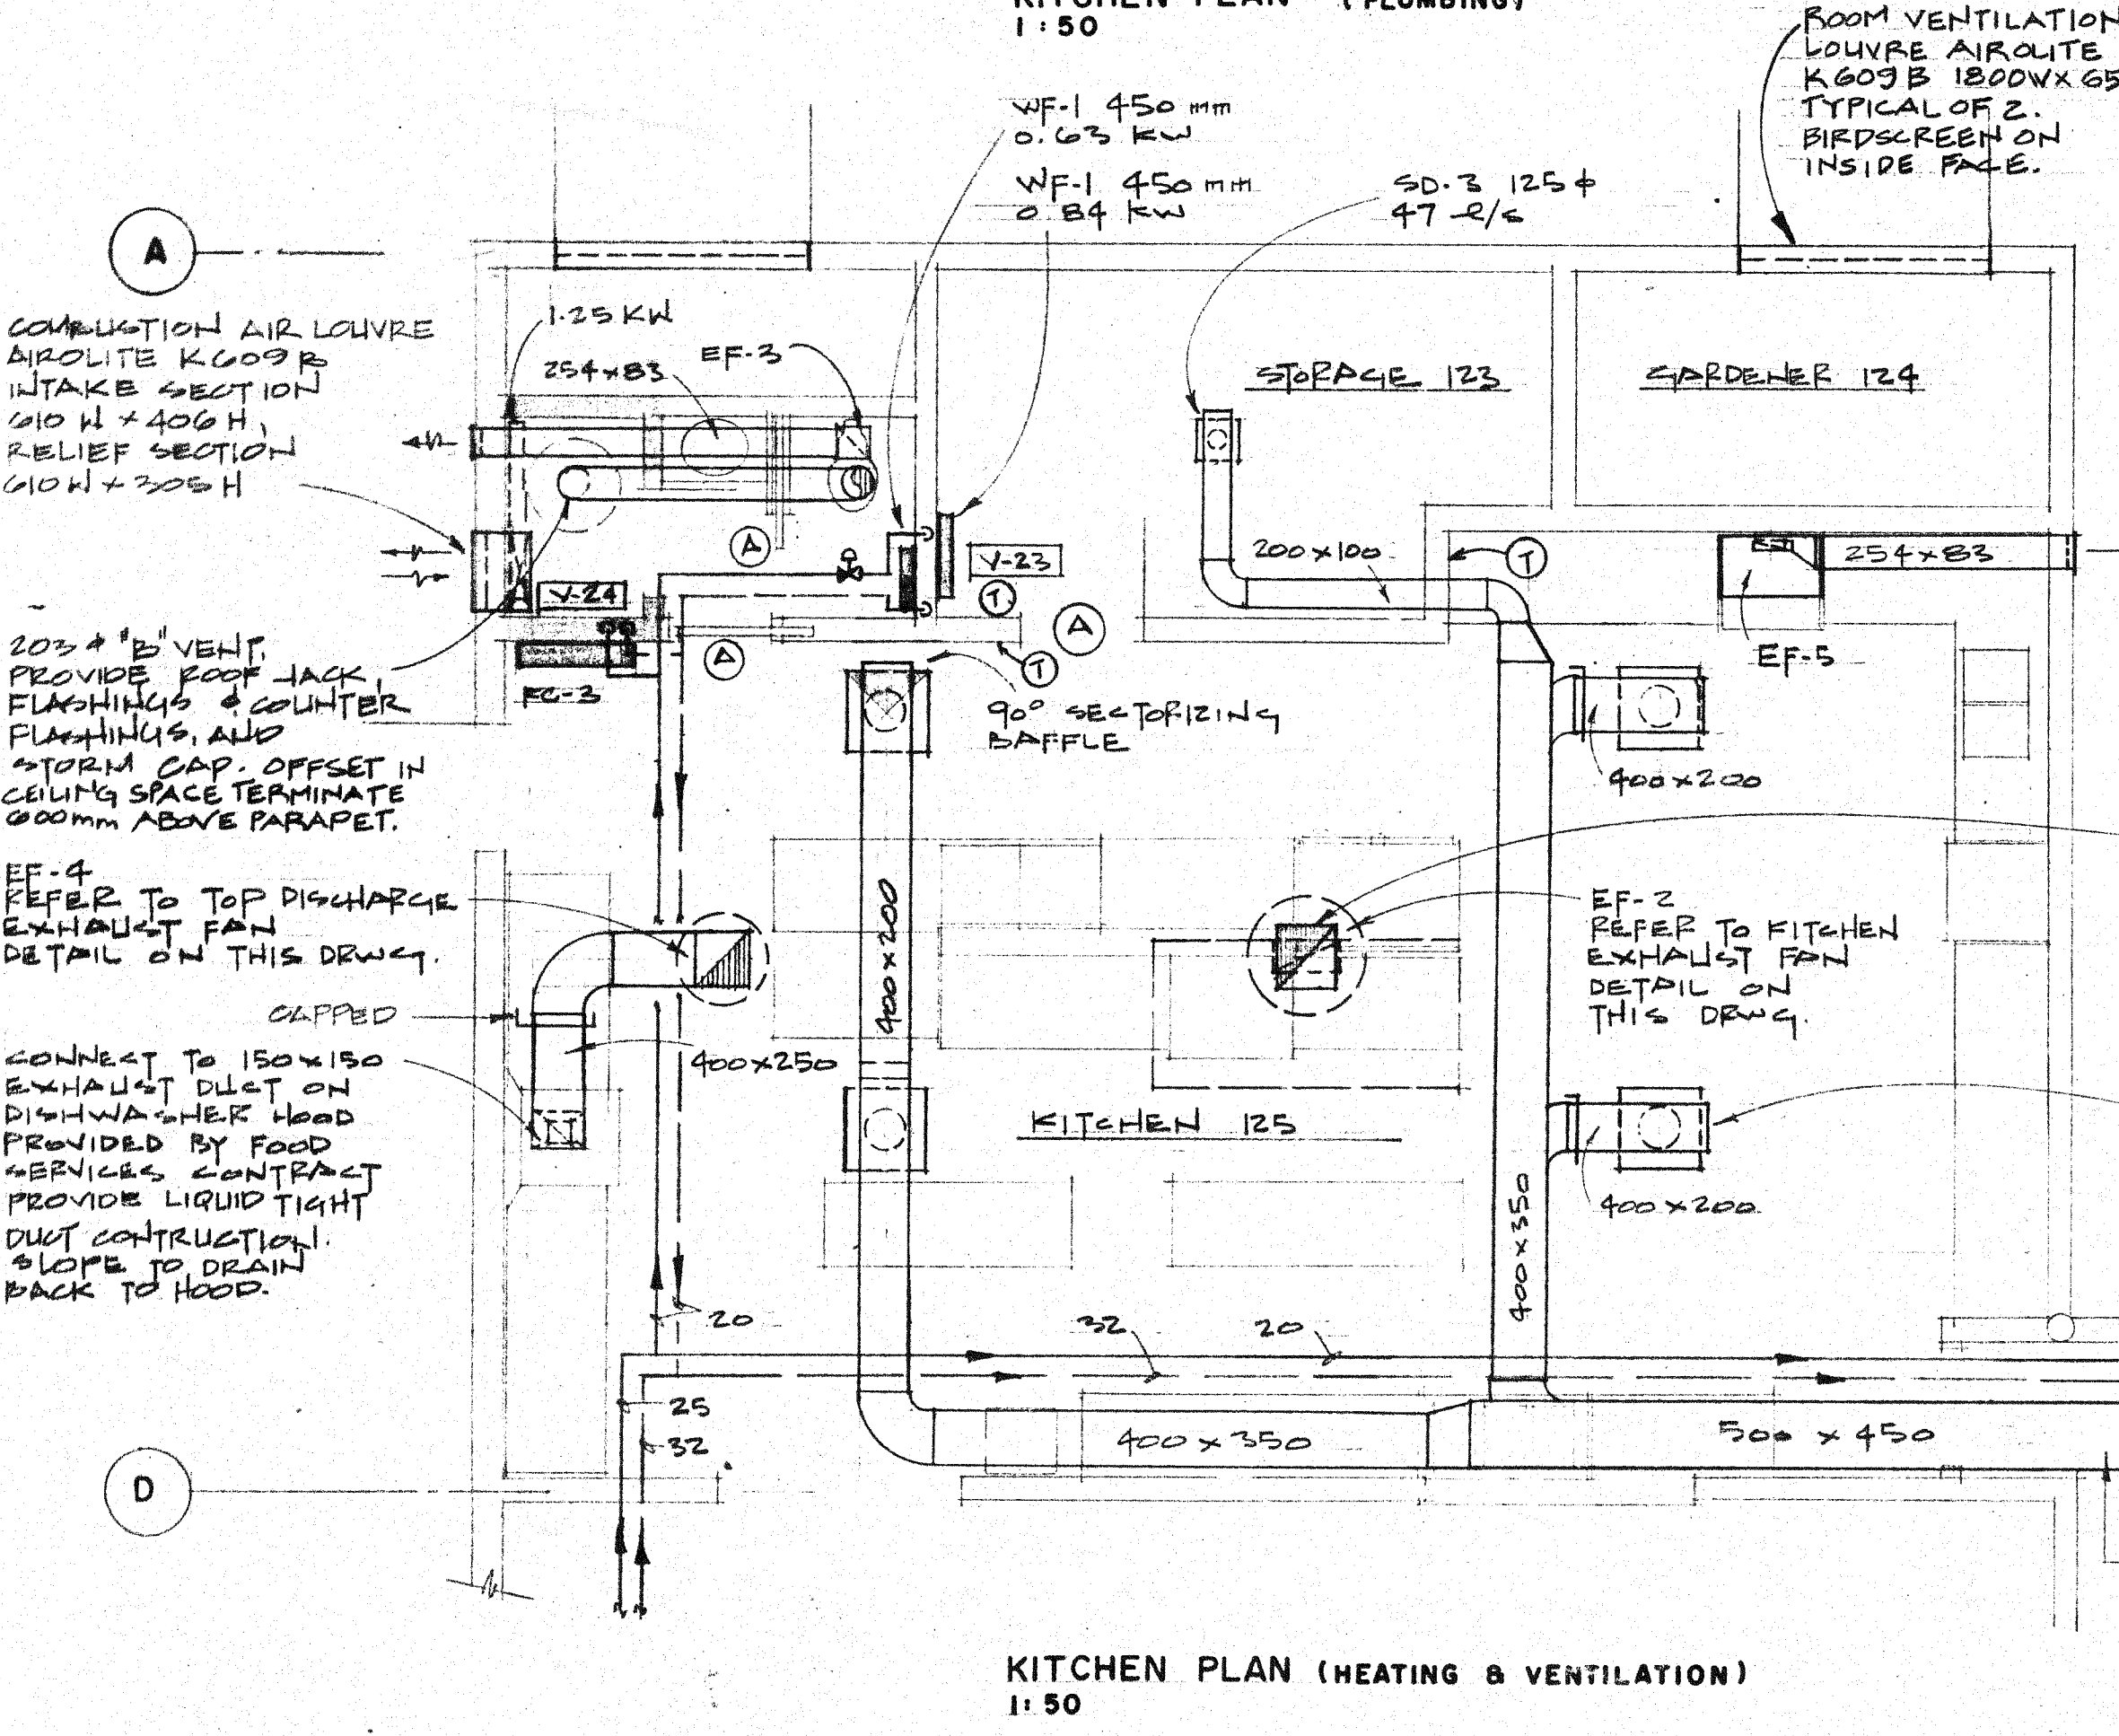 KITCHEN PLAN (PLUMBING)
1:50
ROOM VENTILATION
LOUVRE AIROLITE
K609B 1800W X 65
TYPICAL OF 2.
BIRDSCREEN ON
INSIDE FACE.
WF-1 450 mm
0.63 KW
WF-1 450 mm
0.84 KW
SD-3 125ϕ
47 l/s
A
COMBUSTION AIR LOUVRE
AIROLITE K609B
INTAKE SECTION
610 W x 406 H,
RELIEF SECTION
610 W x 305 H
1.25 KW
254x83
EF-3
STORAGE 123
GARDENER 124
A
V-23
T
V-24
200x100
T
254x83
EF-5
203 ϕ "B" VENT,
PROVIDE ROOF JACK,
FLASHINGS & COUNTER
FLASHINGS, AND
STORM CAP. OFFSET IN
CEILING SPACE TERMINATE
600mm ABOVE PARAPET.
FC-3
A
A
T
90° SECTORIZING
BAFFLE
400x200
EF-4
REFER TO TOP DISCHARGE
EXHAUST FAN
DETAIL ON THIS DRWG.
400x200
EF-2
REFER TO KITCHEN
EXHAUST FAN
DETAIL ON
THIS DRWG.
CAPPED
400x250
CONNECT TO 150x150
EXHAUST DUCT ON
DISHWASHER HOOD
PROVIDED BY FOOD
SERVICES CONTRACT
PROVIDE LIQUID TIGHT
DUCT CONTRUCTION.
SLOPE TO DRAIN
BACK TO HOOD.
KITCHEN 125
400x350
400x200
20
32
20
25
32
400 x 350
500 x 450
D
KITCHEN PLAN (HEATING & VENTILATION)
1:50